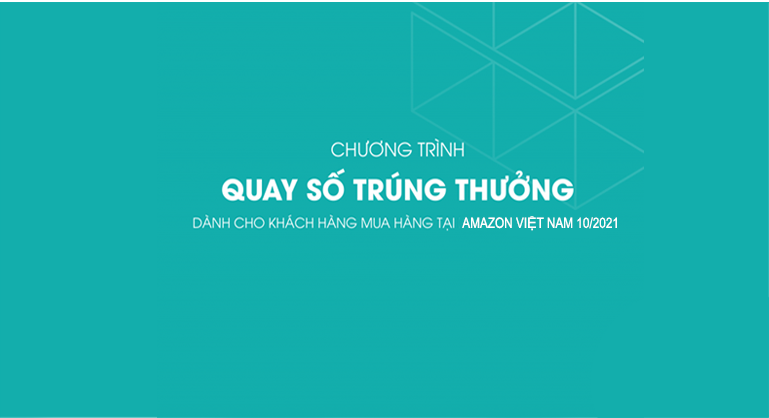 CHƯƠNG TRÌNH
QUAY SỐ TRÚNG THƯỞNG
DÀNH CHO KHÁCH HÀNG MUA HÀNG TẠI AMAZON VIỆT NAM 10/2021